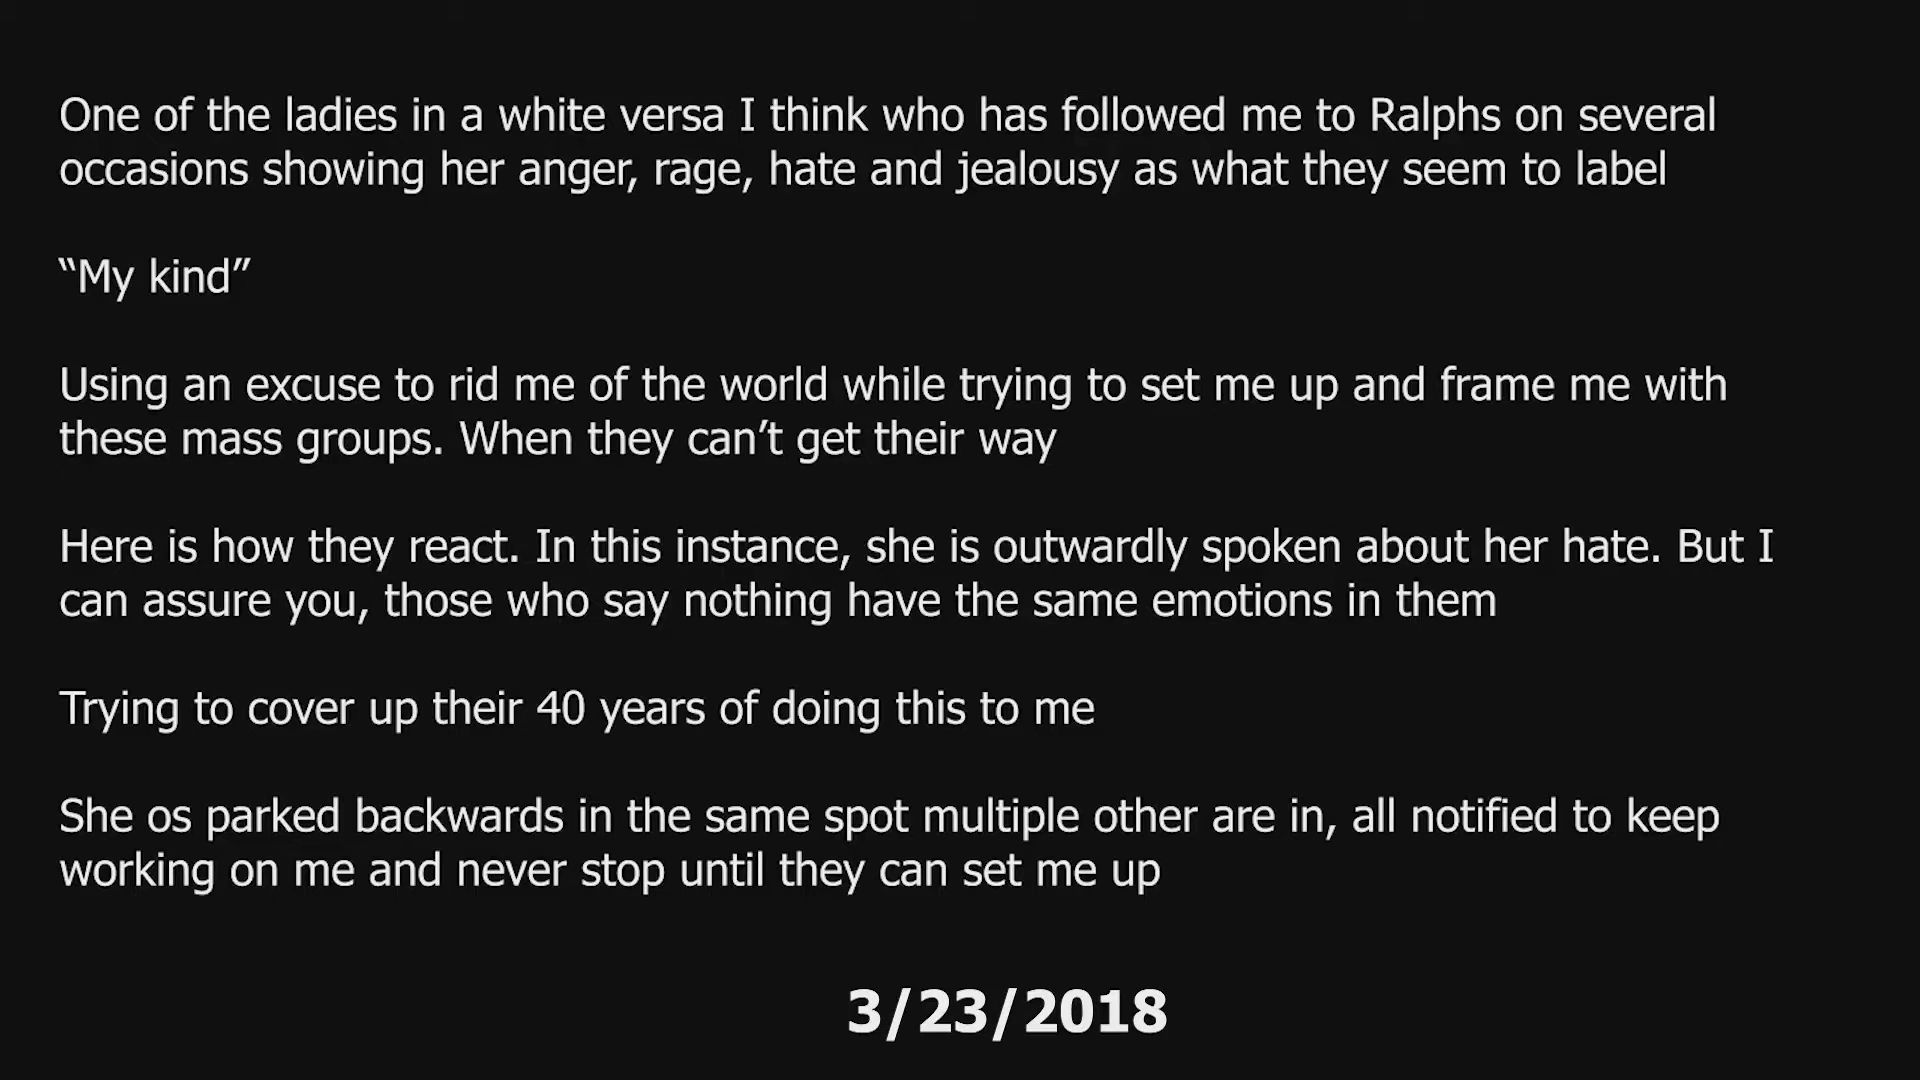 One of the ladies in a white versa I think who has followed me to Ralphs on several
occasions showing her anger, rage, hate and jealousy as what they seem to label
“My kind”
Using an excuse to rid me of the world while trying to set me up and frame me with
these mass groups. When they can’t get their way
Here is how they react. In this instance, she is outwardly spoken about her hate. But I
can assure you, those who say nothing have the same emotions in them
Trying to cover up their 40 years of doing this to me
She os parked backwards in the same spot multiple other are in, all notified to keep
working on me and never stop until they can set me up
3/23/2018